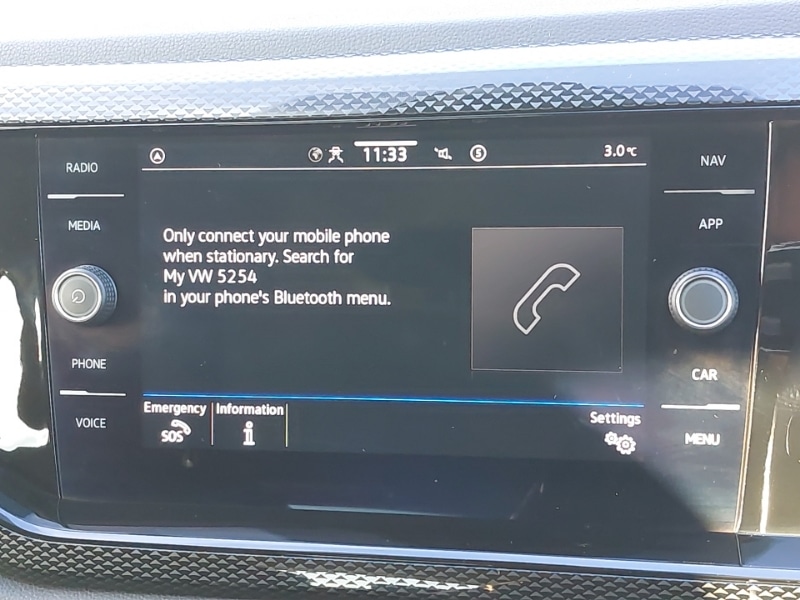 RADIO
MEDIA
PHONE
VOICE
11:33
5
3.0°C
Only connect your mobile phone
when stationary. Search for
My VW 5254
in your phone's Bluetooth menu.
Emergency
SOS
Information
i
Settings
NAV
APP
CAR
MENU